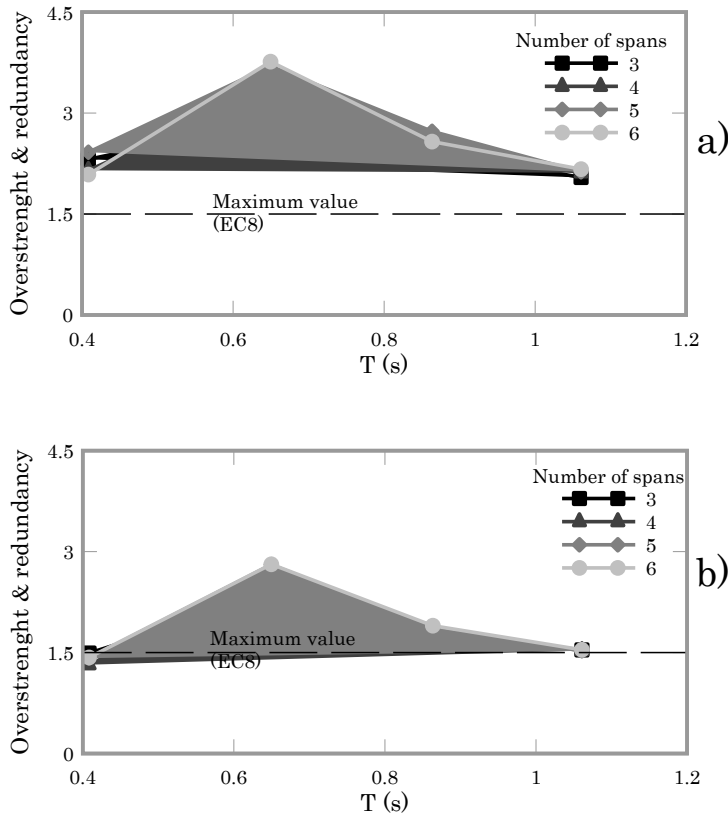 4.5
3
1.5
0
Overstrenght & redundancy
Number of spans
3
4
5
6
a)
Maximum value
(EC8)
0.4
0.6
0.8
1
1.2
T (s)
4.5
3
1.5
0
Overstrenght & redundancy
Number of spans
3
4
5
6
b)
Maximum value
(EC8)
0.4
0.6
0.8
1
1.2
T (s)